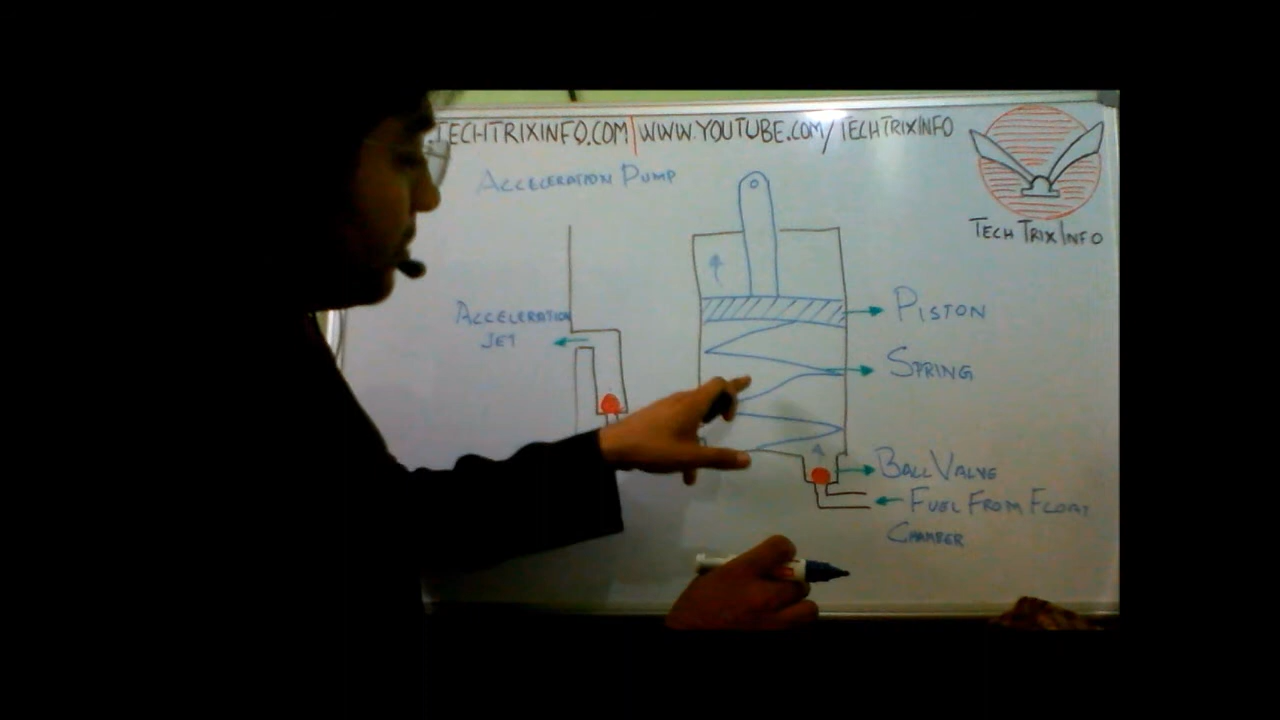 .TECHTRIXINFO.COM|WWW.YOUTUBE.COM/TECHTRIXINFO
ACCELERATION PUMP
TECH TRIX INFO
ACCELERATION
JET
PISTON
SPRING
BALL VALVE
FUEL FROM FLOAT
CHAMBER